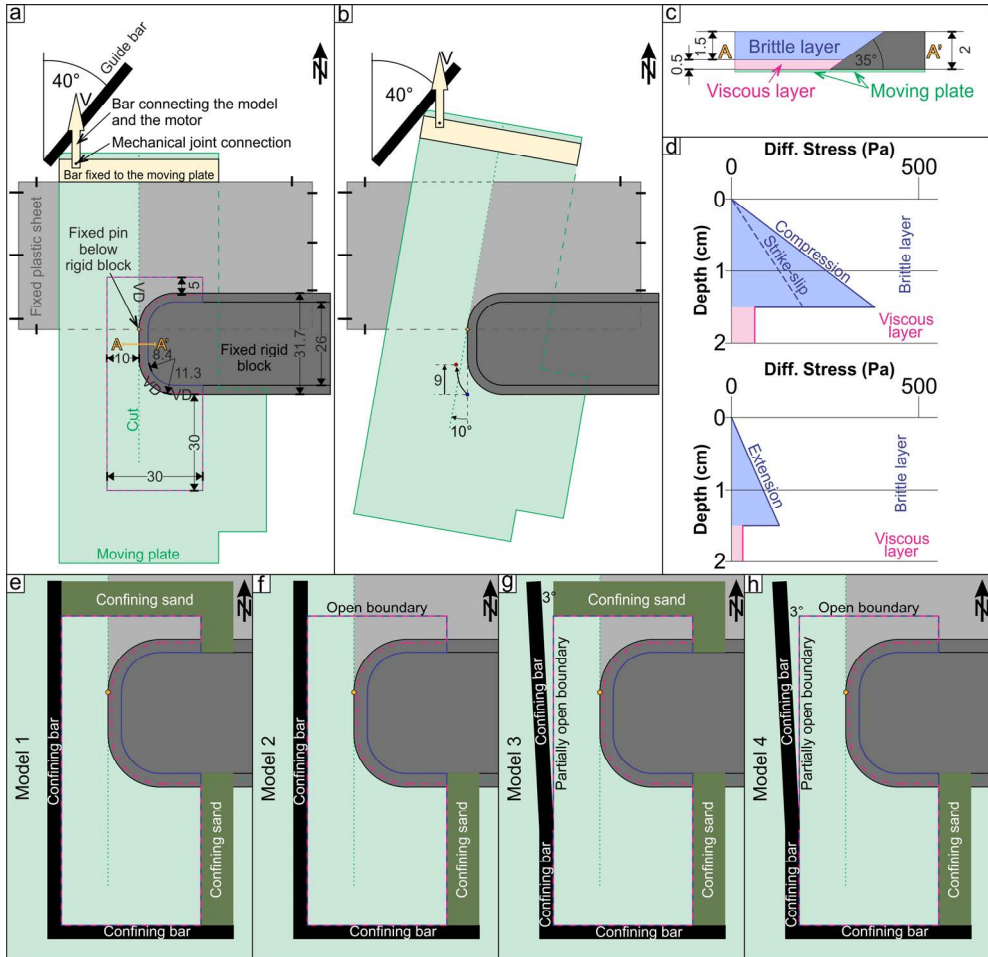 a
40°
Guide bar
V
N
Bar connecting the model
and the motor
Mechanical joint connection
Bar fixed to the moving plate
Fixed plastic sheet
Fixed pin
below
rigid block
VD
5
A
A'
10
8.4
11.3
Fixed rigid
block
31.7
26
VD
VD
Cut
30
30
Moving plate
b
40°
V
N
9
10°
c
1.5
0.5
A
Brittle layer
35°
A'
2
Viscous layer
Moving plate
d
Diff. Stress (Pa)
0
500
0
Compression
Strike-slip
Brittle layer
Depth (cm)
1
Viscous
layer
2
Diff. Stress (Pa)
0
500
0
Extension
Brittle layer
Depth (cm)
1
Viscous
layer
2
e
Confining sand
N
Model 1
Confining bar
Confining sand
Confining bar
f
Open boundary
N
Model 2
Confining bar
Confining sand
Confining bar
g
3°
Confining sand
N
Model 3
Confining bar
Partially open boundary
Confining bar
Confining sand
Confining bar
h
3°
Open boundary
N
Model 4
Confining bar
Partially open boundary
Confining bar
Confining sand
Confining bar